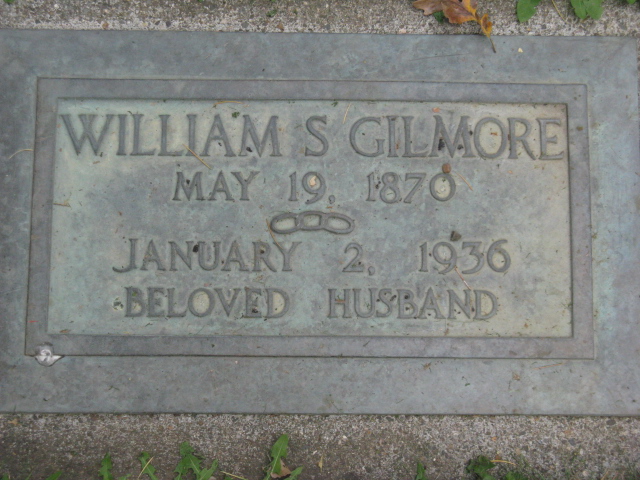 WILLIAM S GILMORE
MAY 19, 1870
JANUARY 2, 1936
BELOVED HUSBAND